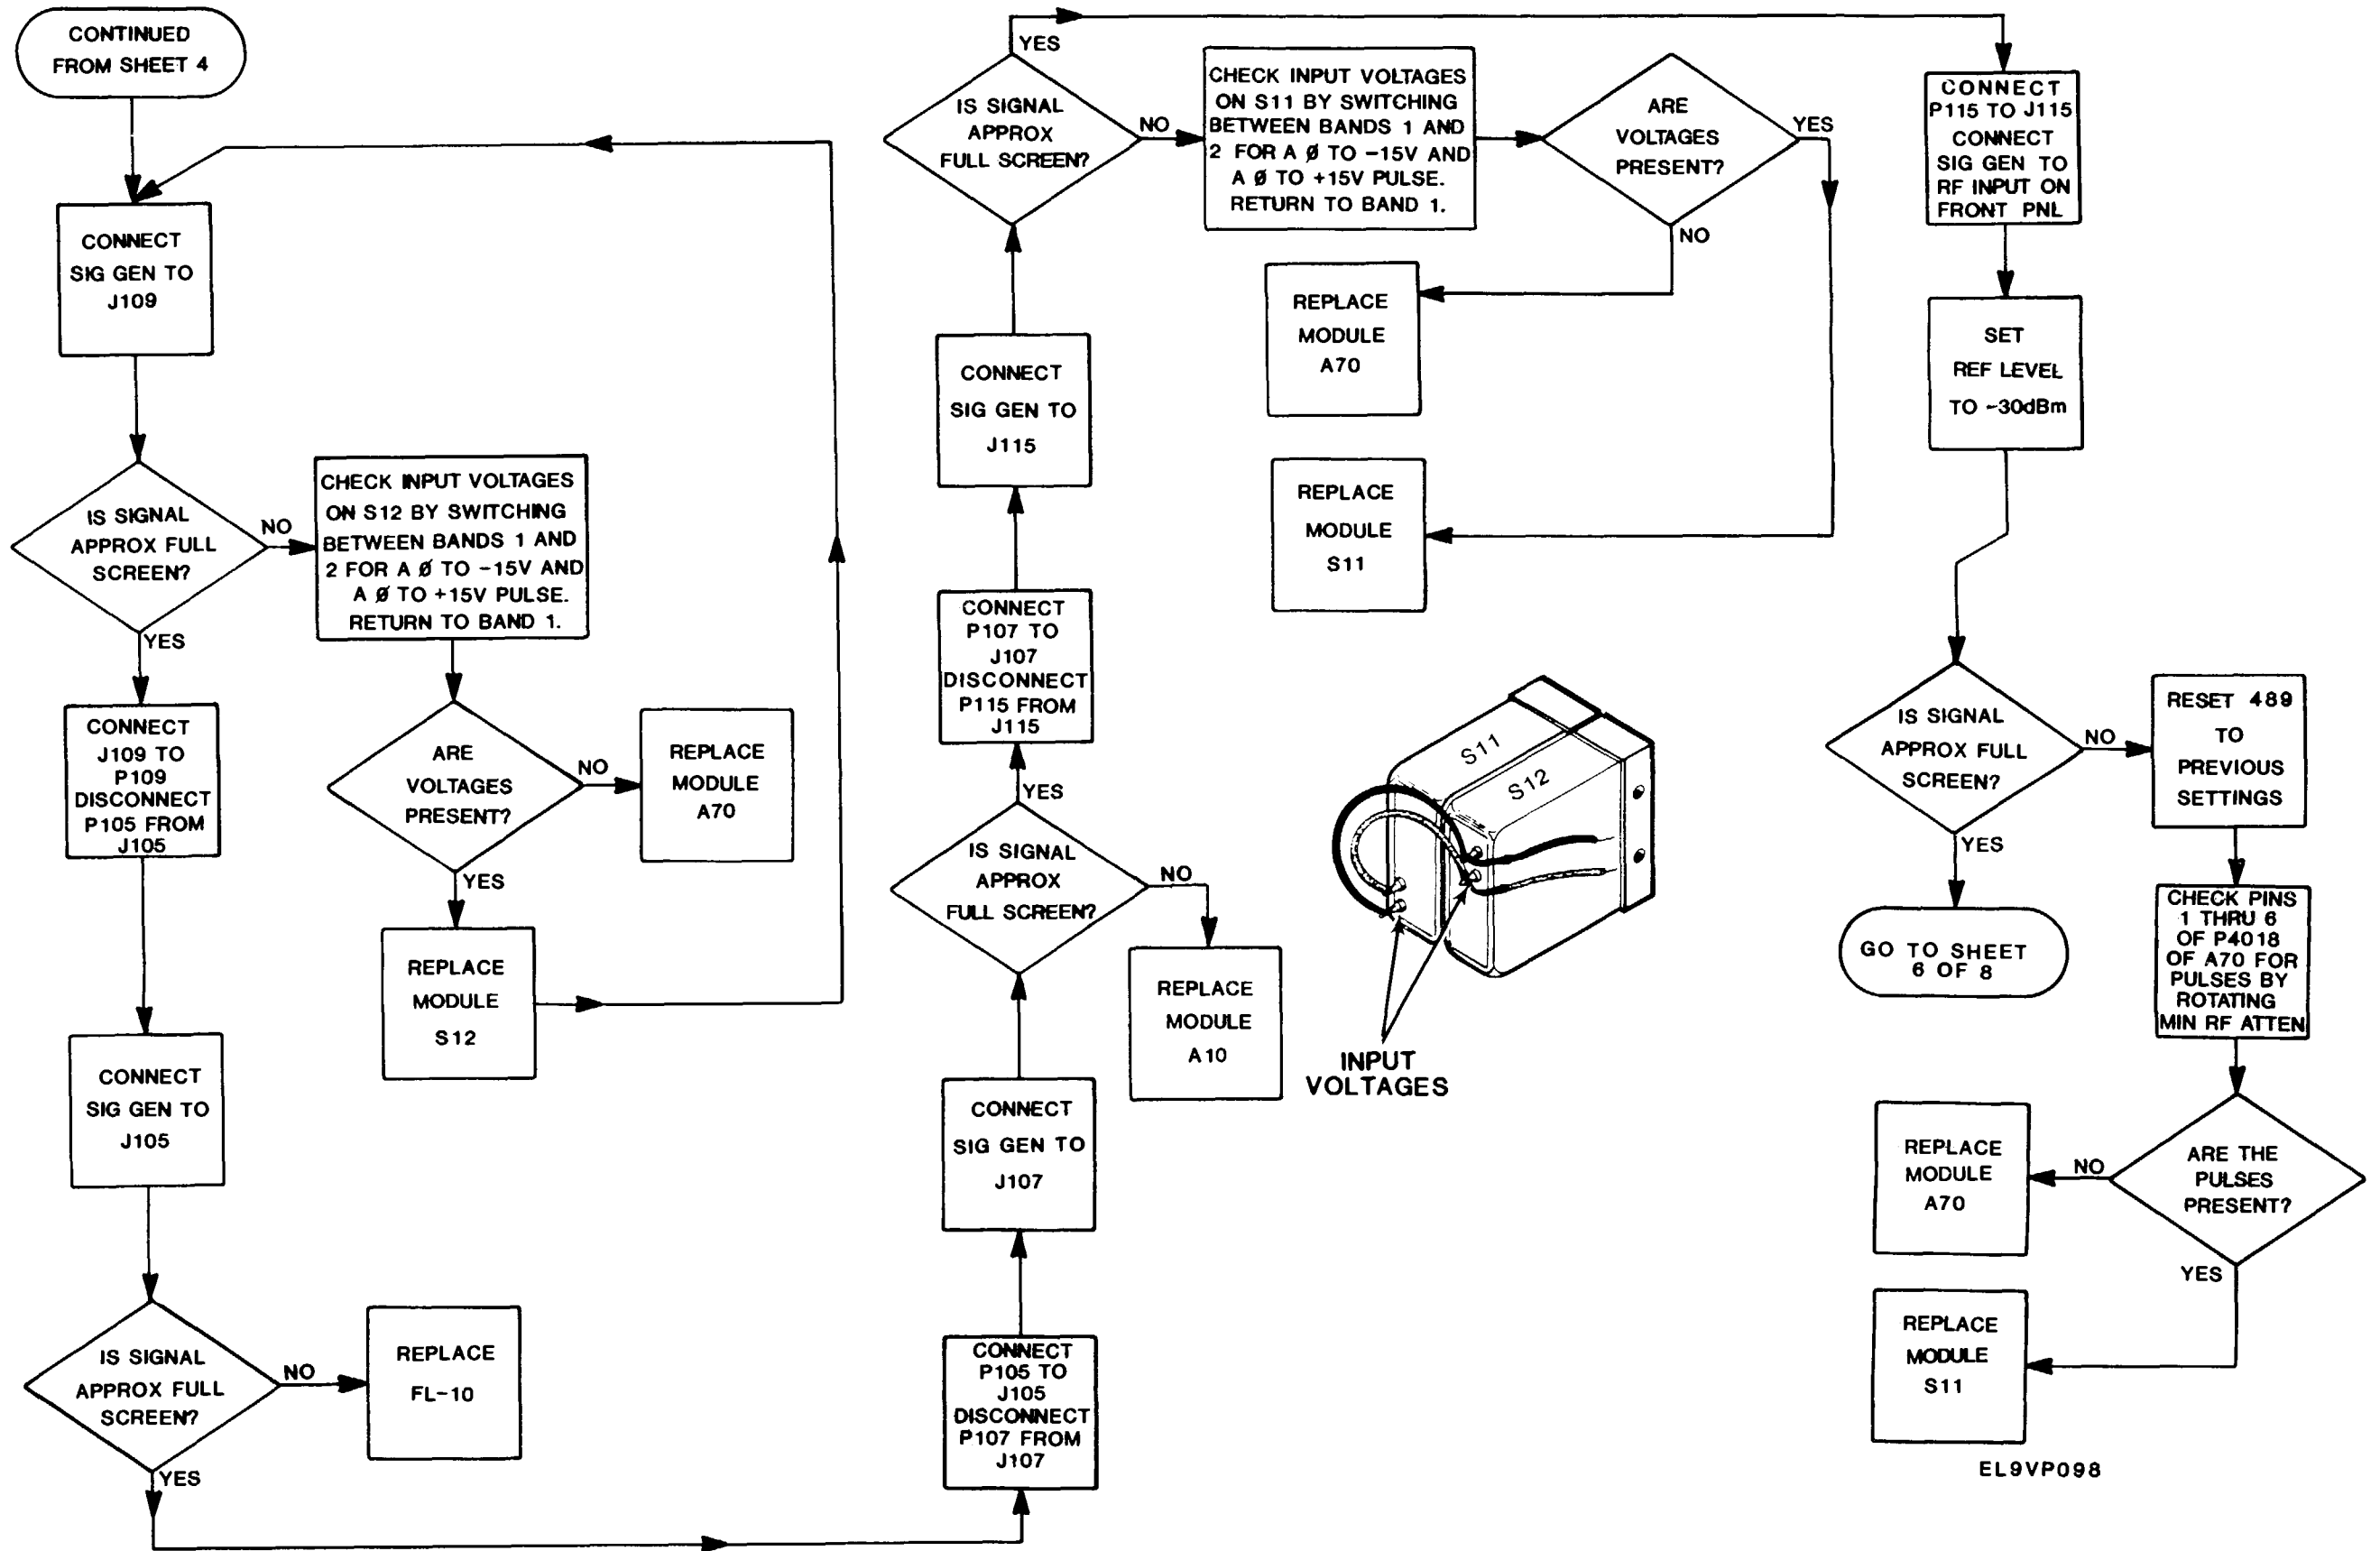 CONTINUED
FROM SHEET 4
CONNECT
SIG GEN TO
J109
IS SIGNAL
APPROX FULL
SCREEN?
NO
CHECK INPUT VOLTAGES
ON S12 BY SWITCHING
BETWEEN BANDS 1 AND
2 FOR A Ø TO -15V AND
A Ø TO +15V PULSE.
RETURN TO BAND 1.
ARE
VOLTAGES
PRESENT?
NO
REPLACE
MODULE
A70
YES
REPLACE
MODULE
S12
YES
CONNECT
J109 TO
P109
DISCONNECT
P105 FROM
J105
CONNECT
SIG GEN TO
J105
IS SIGNAL
APPROX FULL
SCREEN?
NO
REPLACE
FL-10
YES
CONNECT
P105 TO
J105
DISCONNECT
P107 FROM
J107
CONNECT
SIG GEN TO
J107
IS SIGNAL
APPROX
FULL SCREEN?
NO
REPLACE
MODULE
A10
YES
CONNECT
P107 TO
J107
DISCONNECT
P115 FROM
J115
CONNECT
SIG GEN TO
J115
IS SIGNAL
APPROX
FULL SCREEN?
NO
CHECK INPUT VOLTAGES
ON S11 BY SWITCHING
BETWEEN BANDS 1 AND
2 FOR A Ø TO -15V AND
A Ø TO +15V PULSE.
RETURN TO BAND 1.
ARE
VOLTAGES
PRESENT?
NO
REPLACE
MODULE
A70
YES
REPLACE
MODULE
S11
YES
CONNECT
P115 TO J115
CONNECT
SIG GEN TO
RF INPUT ON
FRONT PNL
SET
REF LEVEL
TO -30dBm
IS SIGNAL
APPROX FULL
SCREEN?
YES
GO TO SHEET
6 OF 8
NO
RESET 489
TO
PREVIOUS
SETTINGS
CHECK PINS
1 THRU 6
OF P4018
OF A70 FOR
PULSES BY
ROTATING
MIN RF ATTEN
ARE THE
PULSES
PRESENT?
NO
REPLACE
MODULE
A70
YES
REPLACE
MODULE
S11
S11
S12
INPUT
VOLTAGES
EL9VP098